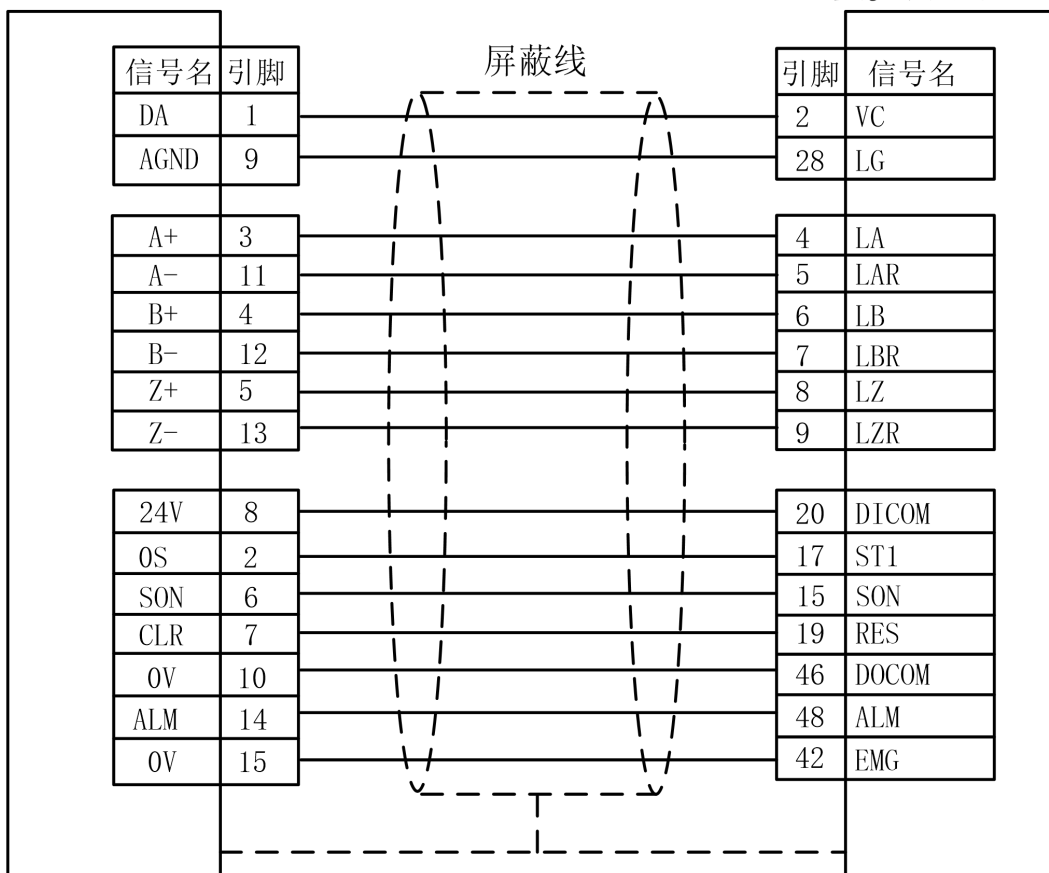 屏蔽线
信号名 引脚 引脚 信号名
DA 1 2 VC
AGND 9 28 LG
A+ 3 4 LA
A- 11 5 LAR
B+ 4 6 LB
B- 12 7 LBR
Z+ 5 8 LZ
Z- 13 9 LZR
24V 8 20 DICOM
OS 2 17 ST1
SON 6 15 SON
CLR 7 19 RES
0V 10 46 DOCOM
ALM 14 48 ALM
0V 15 42 EMG